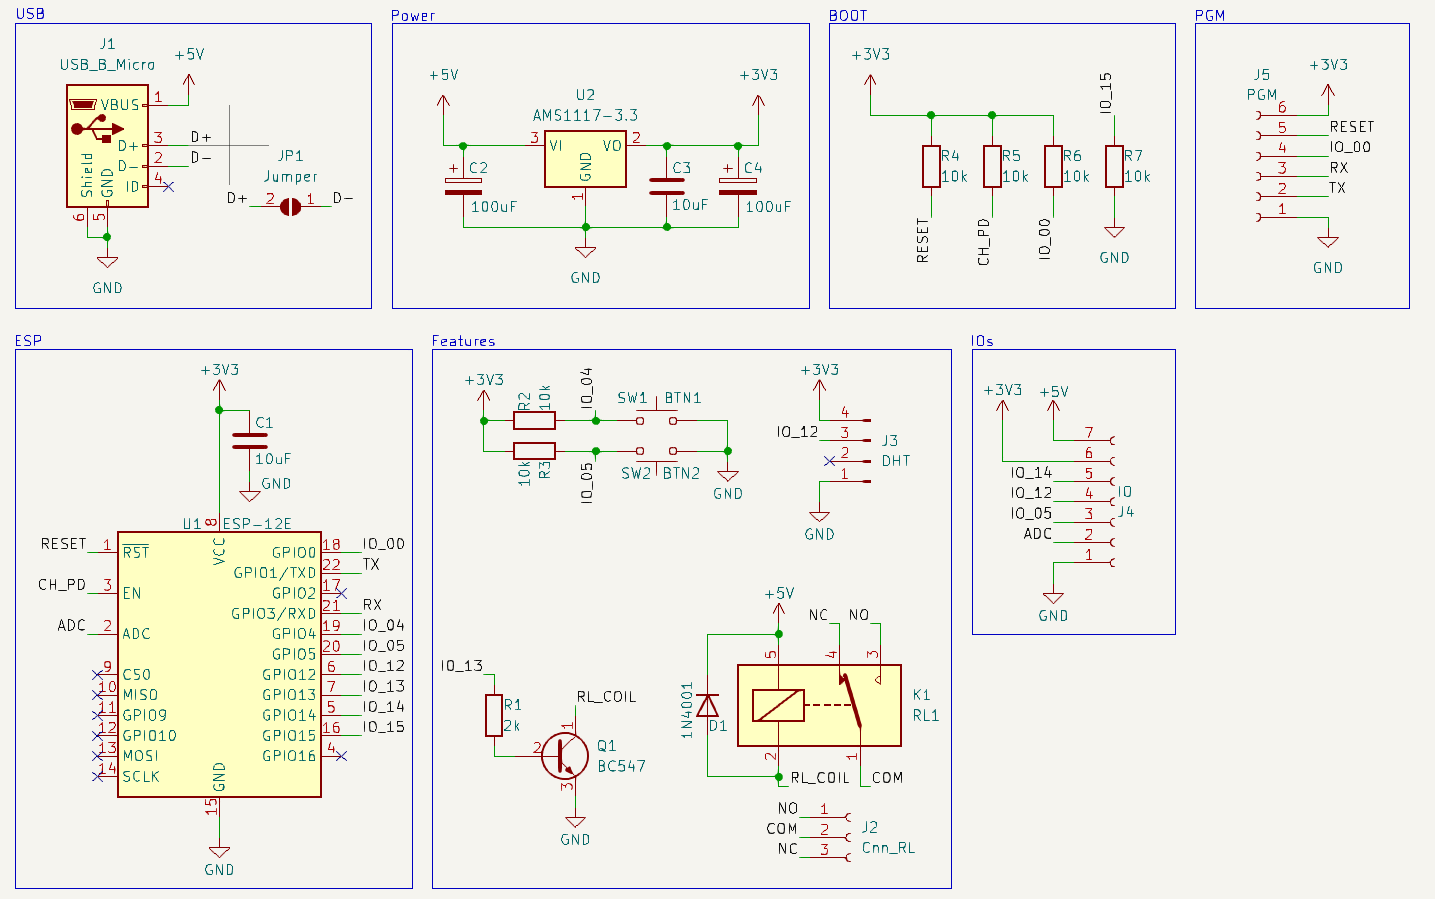 USB
J1
USB_B_Micro
+5V
VBUS 1
D+ 3 D+
D- 2 D-
ID 4
Shield
GND
6
5
GND
JP1
Jumper
D+ 2 1 D-
Power
+5V
+3V3
U2
AMS1117-3.3
3 VI VO 2
GND
1
+ C2
100uF
C3
10uF
+ C4
100uF
GND
BOOT
+3V3
IO_15
R4
10k
R5
10k
R6
10k
R7
10k
RESET
CH_PD
IO_00
GND
PGM
+3V3
J5
PGM
6
5 RESET
4 IO_00
3 RX
2 TX
1
GND
ESP
+3V3
C1
10uF
GND
U1 ESP-12E
8
VCC
RESET 1 RST
CH_PD 3 EN
ADC 2 ADC
9 CS0
10 MISO
11 GPIO9
12 GPIO10
13 MOSI
14 SCLK
GPIO0 18 IO_00
GPIO1/TXD 22 TX
GPIO2 17
GPIO3/RXD 21 RX
GPIO4 19 IO_04
GPIO5 20 IO_05
GPIO12 6 IO_12
GPIO13 7 IO_13
GPIO14 5 IO_14
GPIO15 16 IO_15
GPIO16 4
GND
15
GND
Features
+3V3
R2
10k
IO_04
SW1 BTN1
10k
R3
IO_05
SW2 BTN2
GND
+3V3
4
IO_12 3
2
1
J3
DHT
GND
IO_13
R1
2k
RL_COIL
1
2
3
Q1
BC547
GND
+5V
NC NO
5
4
3
1N4001
D1
K1
RL1
2
1
RL_COIL
COM
NO 1
COM 2
NC 3
J2
Cnn_RL
IOs
+3V3 +5V
7
6
IO_14 5
IO_12 4
IO_05 3
ADC 2
1
IO
J4
GND